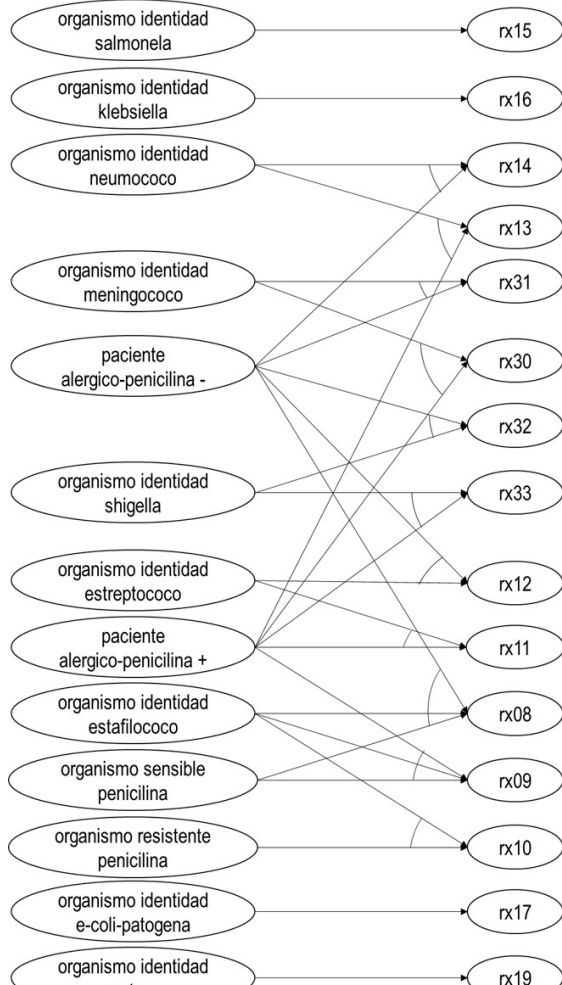 organismo identidad
salmonela
rx15
organismo identidad
klebsiella
rx16
organismo identidad
neumococo
rx14
rx13
organismo identidad
meningococo
rx31
paciente
alergico-penicilina -
rx30
rx32
organismo identidad
shigella
rx33
organismo identidad
estreptococo
rx12
paciente
alergico-penicilina +
rx11
organismo identidad
estafilococo
rx08
organismo sensible
penicilina
rx09
organismo resistente
penicilina
rx10
organismo identidad
e-coli-patogena
rx17
organismo identidad
rx19